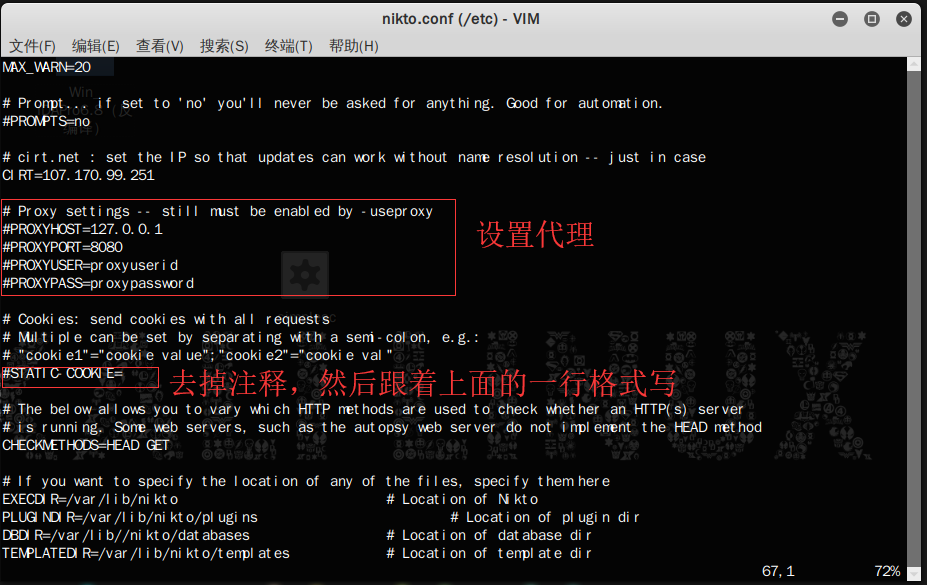 nikto.conf (/etc) - VIM
文件(F) 编辑(E) 查看(V) 搜索(S) 终端(T) 帮助(H)
MAX_WARN=20
# Prompt... if set to 'no' you'll never be asked for anything. Good for automation.
#PROMPTS=no
# cirt.net : set the IP so that updates can work without name resolution -- just in case
CIRT=107.170.99.251
# Proxy settings -- still must be enabled by -useproxy
#PROXYHOST=127.0.0.1
#PROXYPORT=8080
#PROXYUSER=proxyuserid
#PROXYPASS=proxypassword
设置代理
# Cookies: send cookies with all requests
# Multiple can be set by separating with a semi-colon, e.g.:
# "cookie1"="cookie value";"cookie2"="cookie val"
#STATIC-COOKIE=
去掉注释，然后跟着上面的一行格式写
# The below allows you to vary which HTTP methods are used to check whether an HTTP(s) server
# is running. Some web servers, such as the autopsy web server do not implement the HEAD method
CHECKMETHODS=HEAD GET
# If you want to specify the location of any of the files, specify them here
EXECDIR=/var/lib/nikto # Location of Nikto
PLUGINDIR=/var/lib/nikto/plugins # Location of plugin dir
DBDIR=/var/lib//nikto/databases # Location of database dir
TEMPLATEDIR=/var/lib/nikto/templates # Location of template dir
67,1 72%